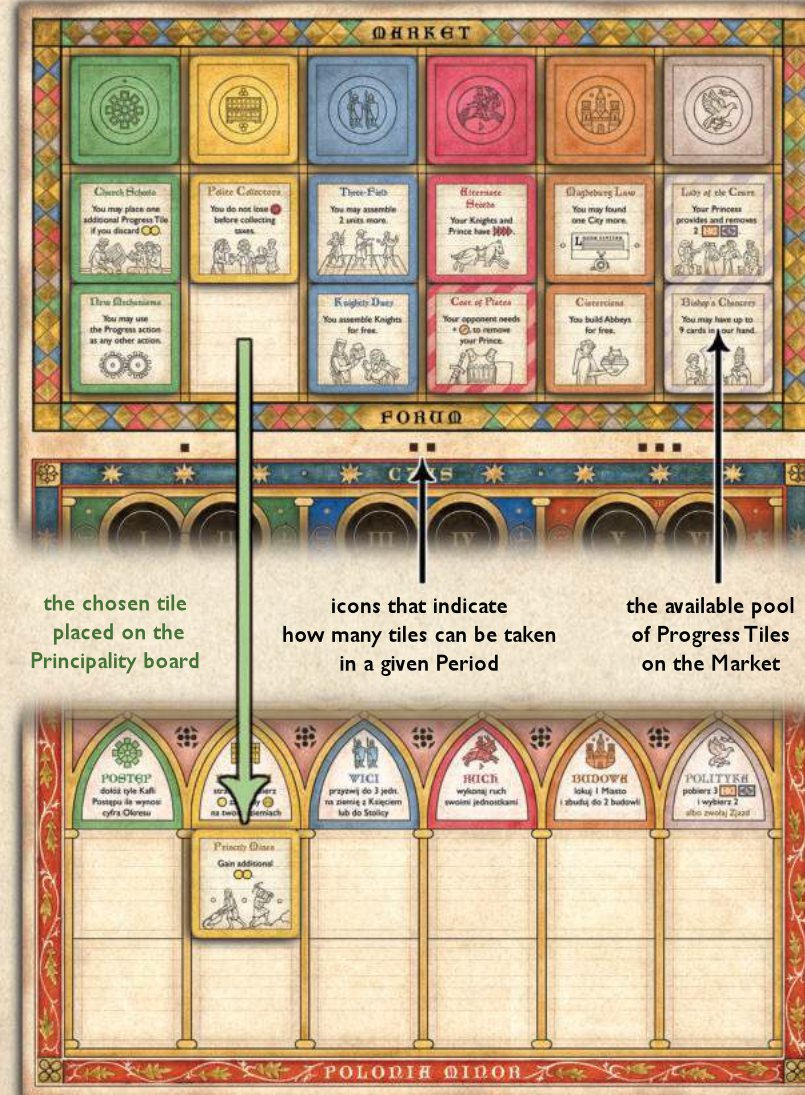 MARKET
Church Schools
You may place one
additional Progress Tile
if you discard
Police Collectors
You do not lose
before collecting
taxes.
Three-Field
You may assemble
2 units more.
Alternate
Steeds
Your Knights and
Prince have
Magdeburg Law
You may found
one City more.
Lady of the Court
Your Princess
provides and removes
2
New Mechanisms
You may use
the Progress action
as any other action.
Knightly Duty
You assemble Knights
for free.
Coat of Plates
Your opponent needs
+ to remove
your Prince.
Cistercians
You build Abbeys
for free.
Bishop's Chancery
You may have up to
9 cards in your hand.
FORUM
I II III IV X VI
the chosen tile
placed on the
Principality board
icons that indicate
how many tiles can be taken
in a given Period
the available pool
of Progress Tiles
on the Market
POSTĘP
dołóż tyle Kafli
Postępu ile wynosi
cyfra Okresu
na ziemiach
WICI
przyzwij do 3 jedn.
na ziemię z Księciem
lub do Stolicy
RUCH
wykonaj ruch
swoimi jednostkami
BUDOWA
lokuj 1 Miasto
i zbuduj do 2 budowli
POLITYKA
pobierz 3
i wybierz 2
albo zwołaj Zjazd
Princely Mines
Gain additional
POLONIA MINOR